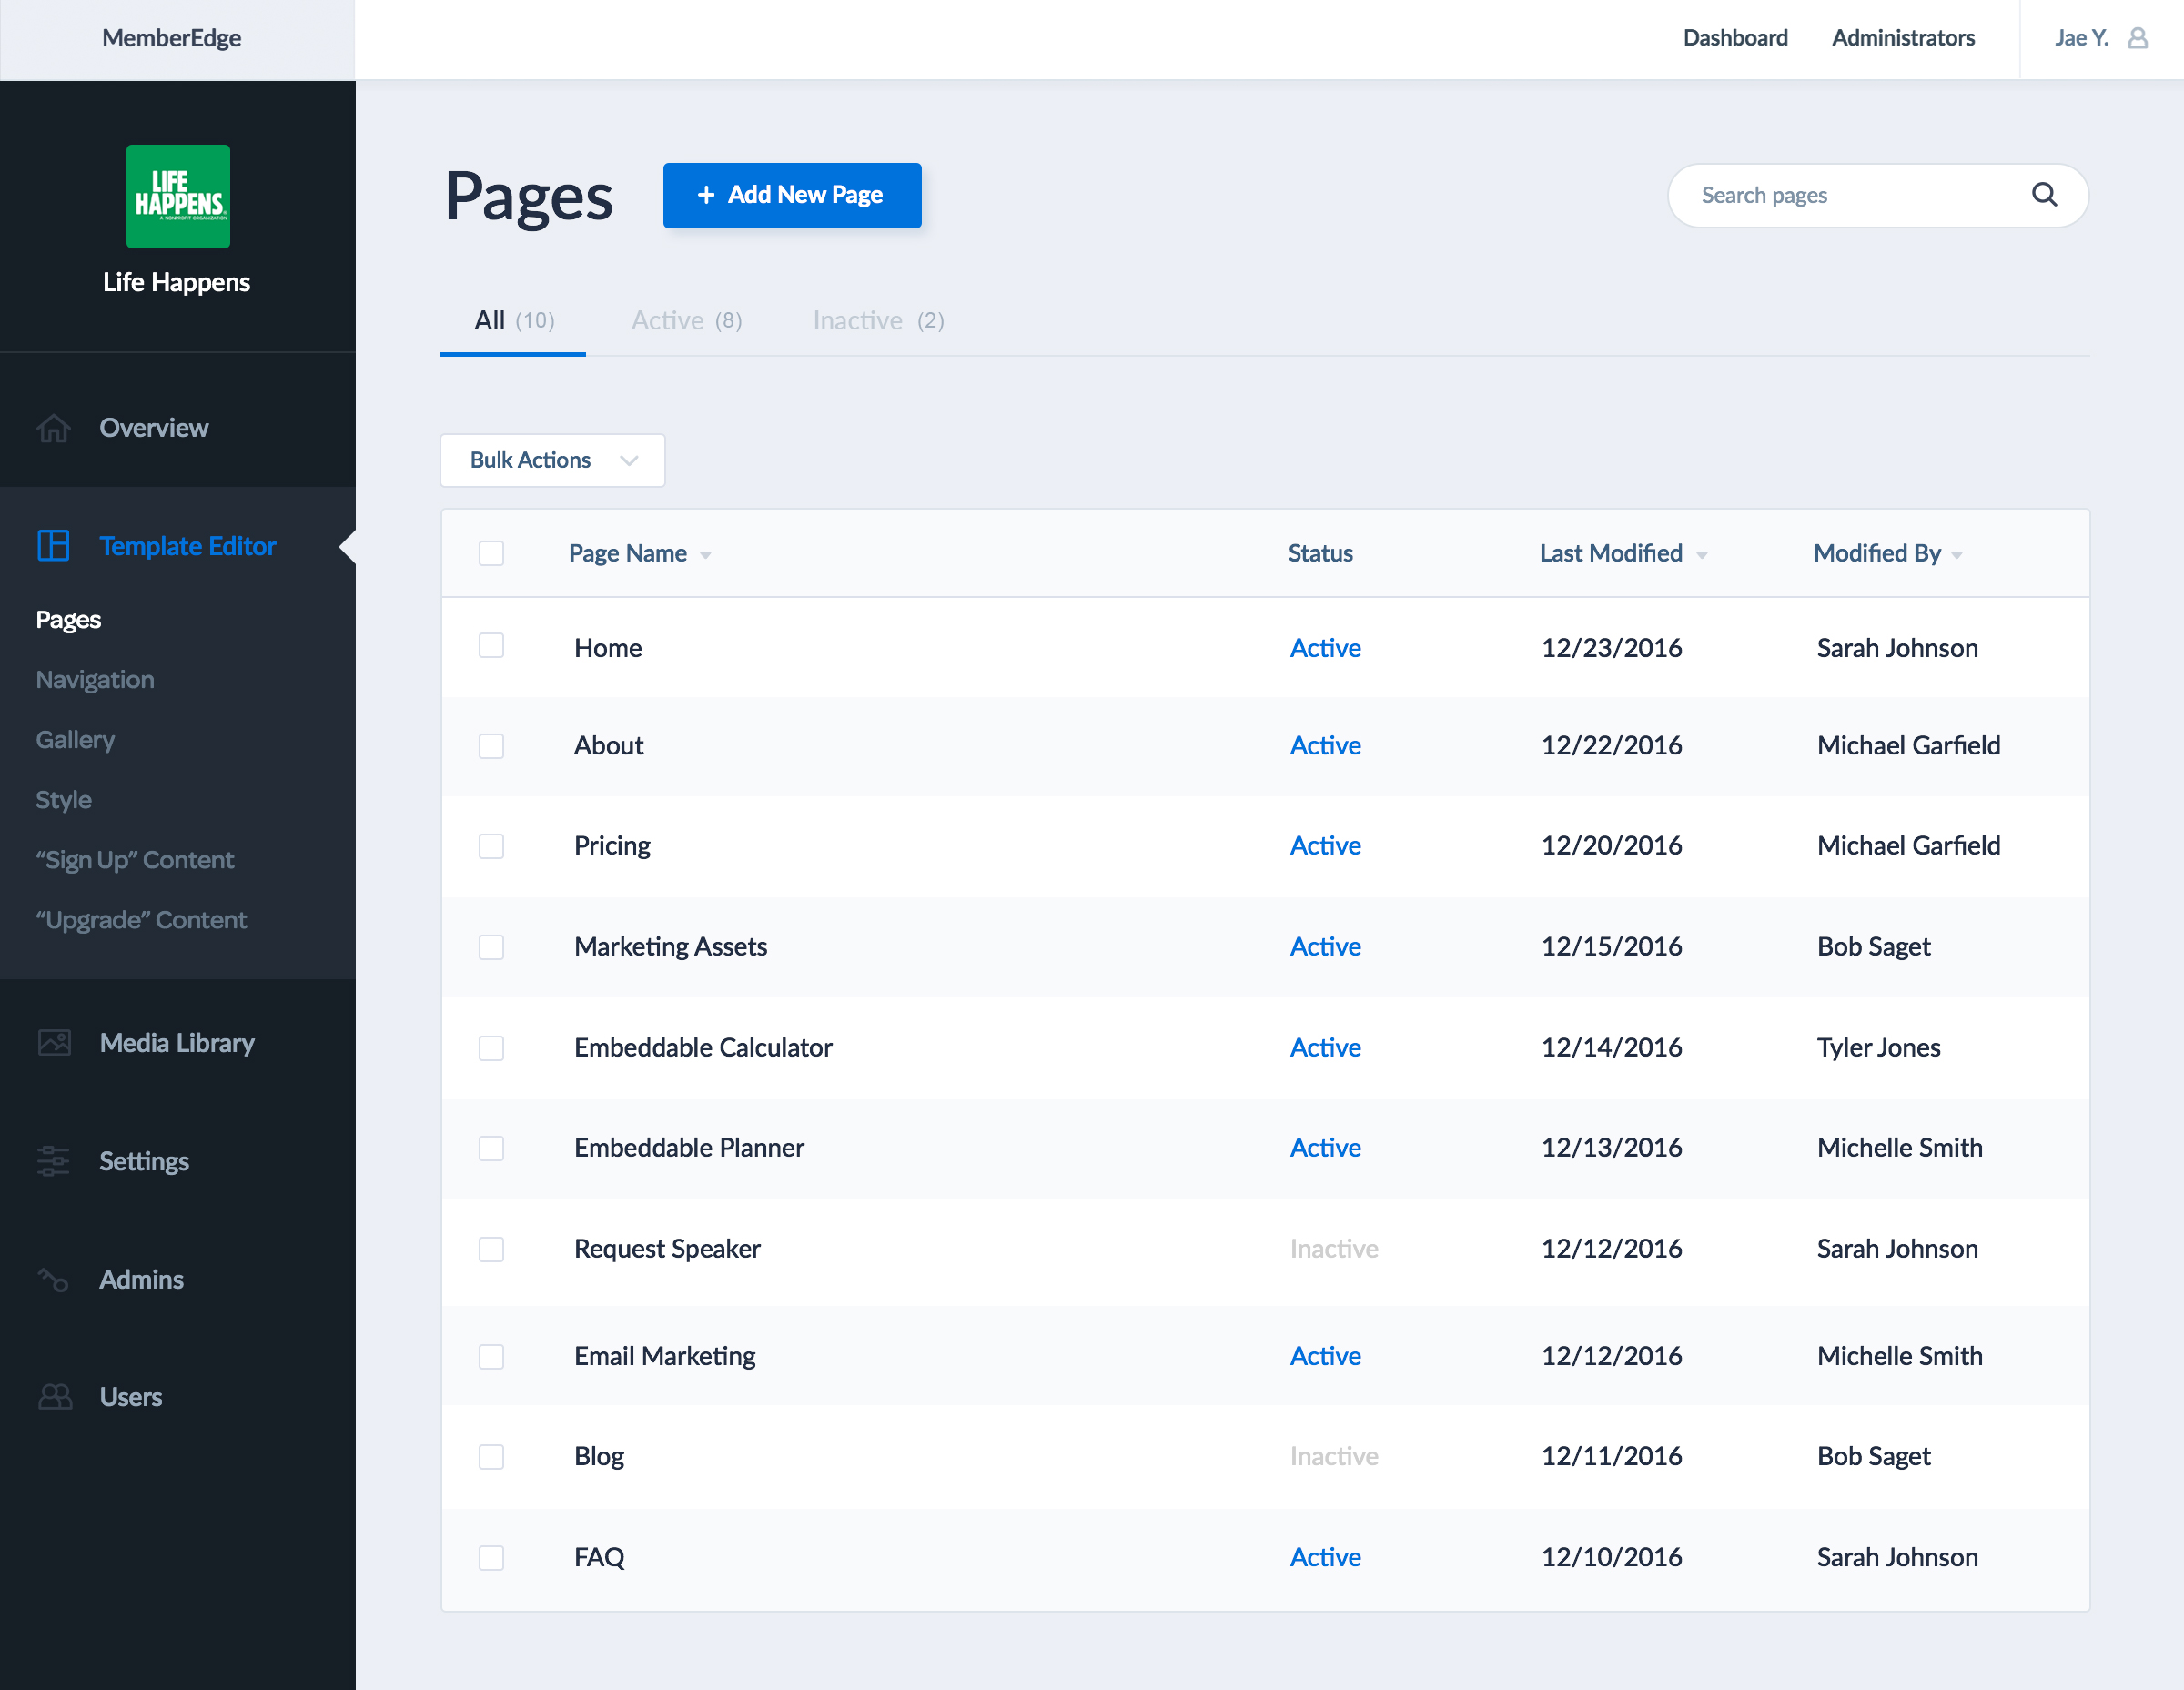 MemberEdge
Dashboard Administrators Jae Y.
LIFE
HAPPENS.
A NONPROFIT ORGANIZATION
Life Happens
Overview
Template Editor
Pages
Navigation
Gallery
Style
“Sign Up” Content
“Upgrade” Content
Media Library
Settings
Admins
Users
Pages + Add New Page Search pages
All (10) Active (8) Inactive (2)
Bulk Actions
Page Name Status Last Modified Modified By
Home Active 12/23/2016 Sarah Johnson
About Active 12/22/2016 Michael Garfield
Pricing Active 12/20/2016 Michael Garfield
Marketing Assets Active 12/15/2016 Bob Saget
Embeddable Calculator Active 12/14/2016 Tyler Jones
Embeddable Planner Active 12/13/2016 Michelle Smith
Request Speaker Inactive 12/12/2016 Sarah Johnson
Email Marketing Active 12/12/2016 Michelle Smith
Blog Inactive 12/11/2016 Bob Saget
FAQ Active 12/10/2016 Sarah Johnson